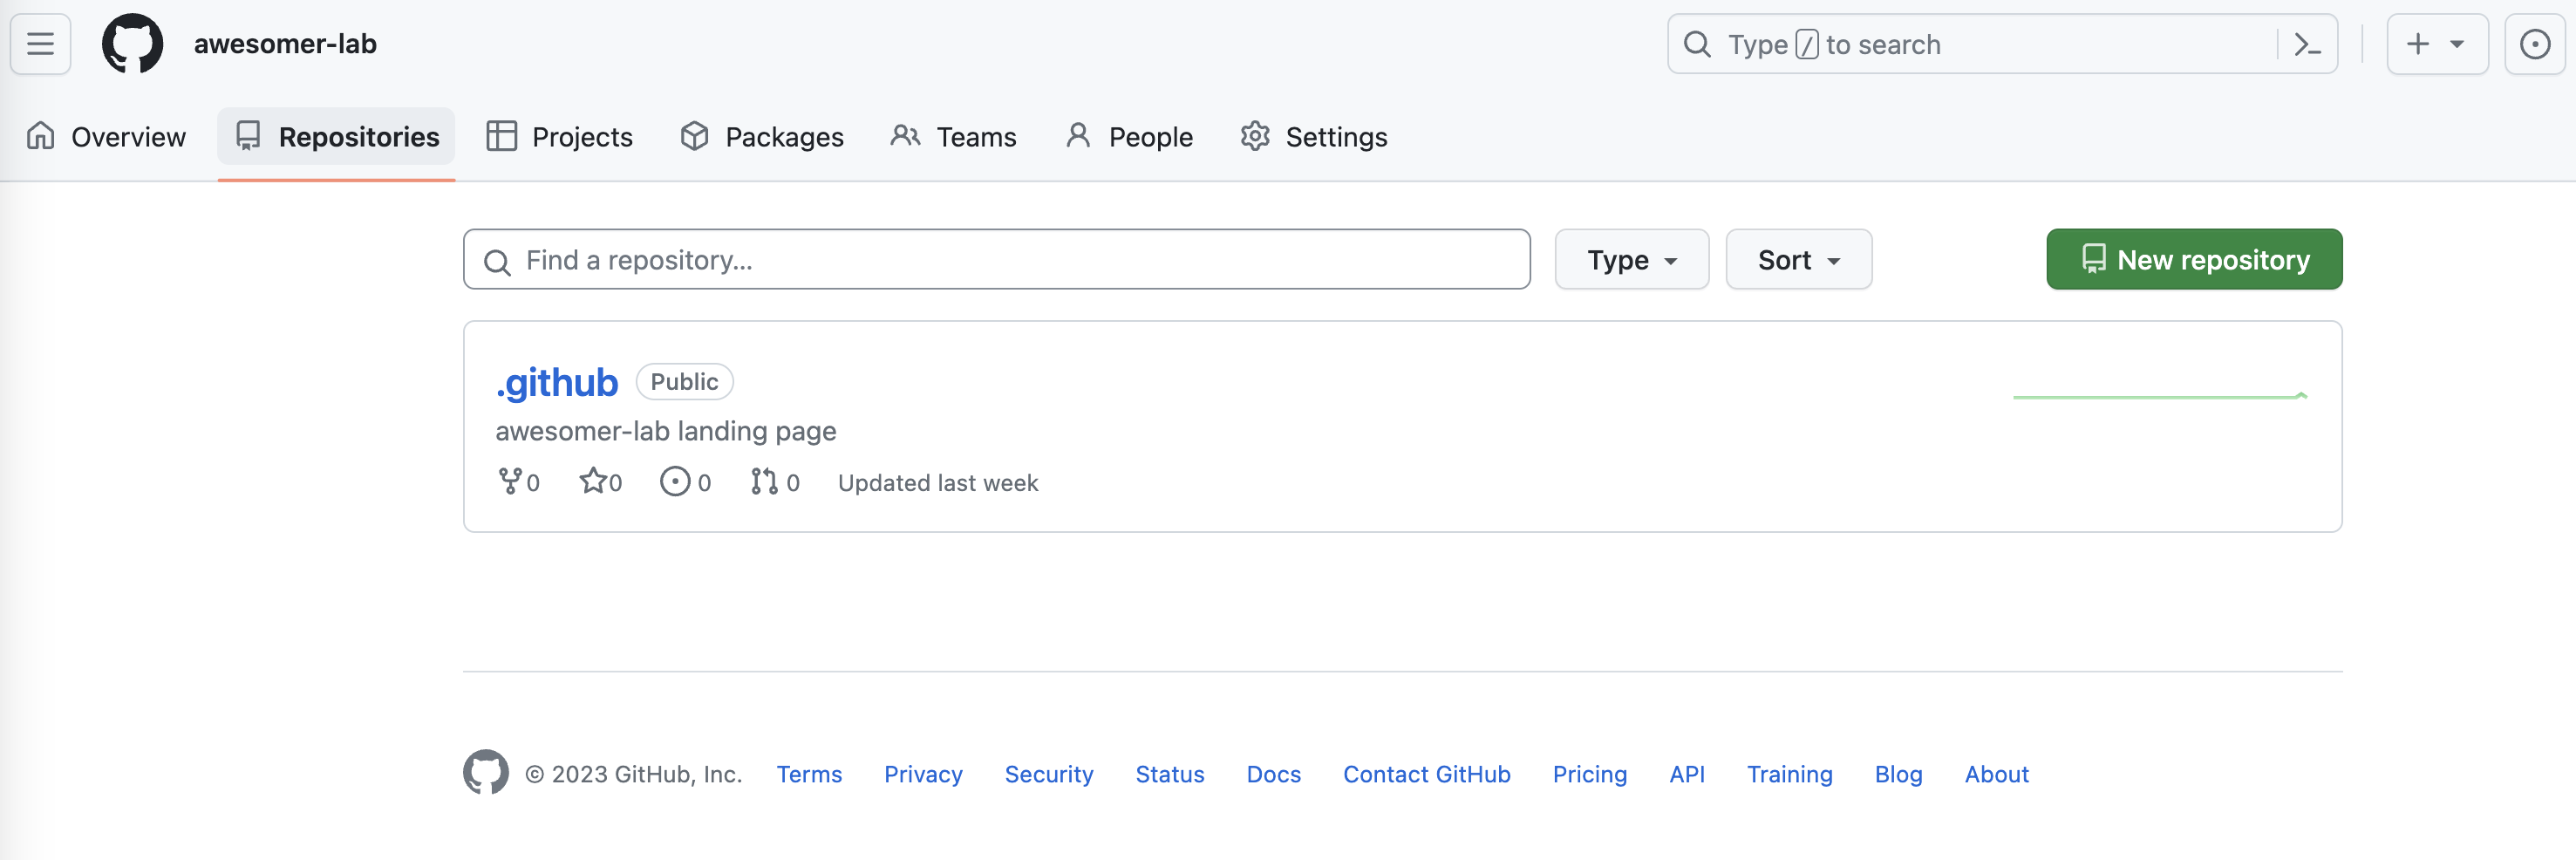 awesomer-lab
Type / to search
Overview Repositories Projects Packages Teams People Settings
Find a repository... Type Sort New repository
.github Public
awesomer-lab landing page
0 0 0 0 Updated last week
© 2023 GitHub, Inc. Terms Privacy Security Status Docs Contact GitHub Pricing API Training Blog About